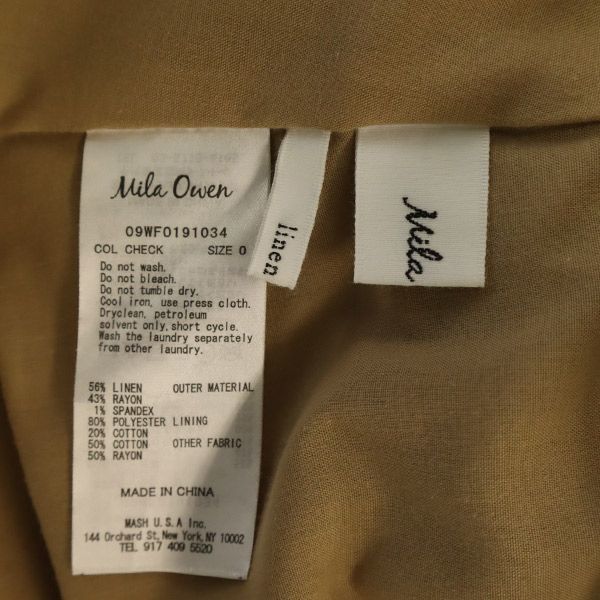 Mila Owen
09WF0191034
COL CHECK SIZE 0
Do not wash.
Do not bleach.
Do not tumble dry.
Cool iron, use press cloth.
Dryclean, petroleum
solvent only, short cycle.
Wash the laundry separately
from other laundry.
56% LINEN OUTER MATERIAL
43% RAYON
1% SPANDEX
80% POLYESTER LINING
20% COTTON
50% COTTON OTHER FABRIC
50% RAYON
MADE IN CHINA
MASH U.S.A Inc.
144 Orchard St, New York, NY 10002
TEL 917 409 5520
linen
Mila